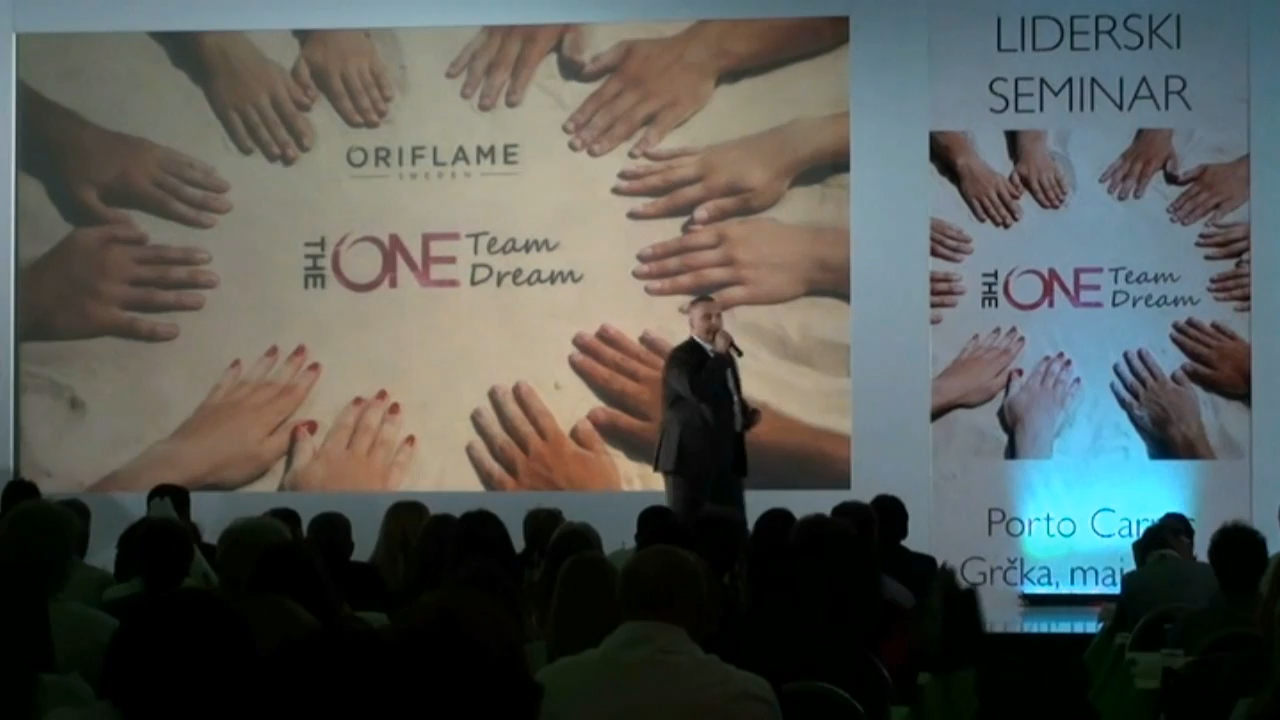 ORIFLAME
SWEDEN
THE ONE Team
Dream
LIDERSKI
SEMINAR
THE ONE Team
Dream
Porto
Grčka,